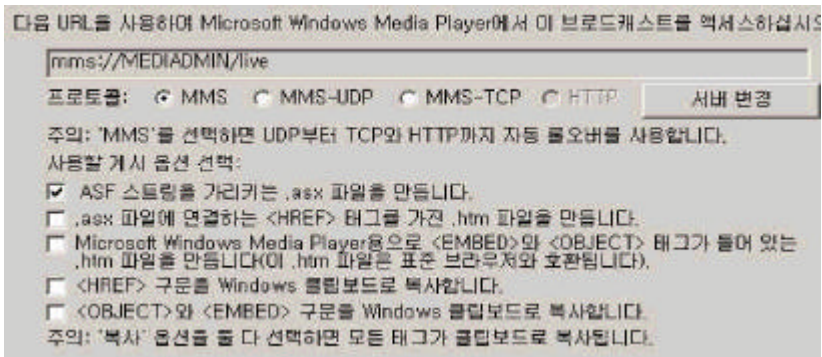 다음 URL을 사용하여 Microsoft Windows Media Player에서 이 브로드캐스트를 액세스하십시오
mms://MEDIADMIN/live
프로토콜: MMS MMS-UDP MMS-TCP HTTP 서버 변경
주의: 'MMS'를 선택하면 UDP부터 TCP와 HTTP까지 자동 롤오버를 사용합니다.
사용할 게시 옵션 선택:
ASF 스트림을 가리키는 .asx 파일을 만듭니다.
.asx 파일에 연결하는 <HREF> 태그를 가진 .htm 파일을 만듭니다.
Microsoft Windows Media Player용으로 <EMBED>와 <OBJECT> 태그가 들어 있는
.htm 파일을 만듭니다(이 .htm 파일은 표준 브라우저와 호환됩니다).
<HREF> 구문을 Windows 클립보드로 복사합니다.
<OBJECT>와 <EMBED> 구문을 Windows 클립보드로 복사합니다.
주의: '복사' 옵션을 둘 다 선택하면 모든 태그가 클립보드로 복사됩니다.